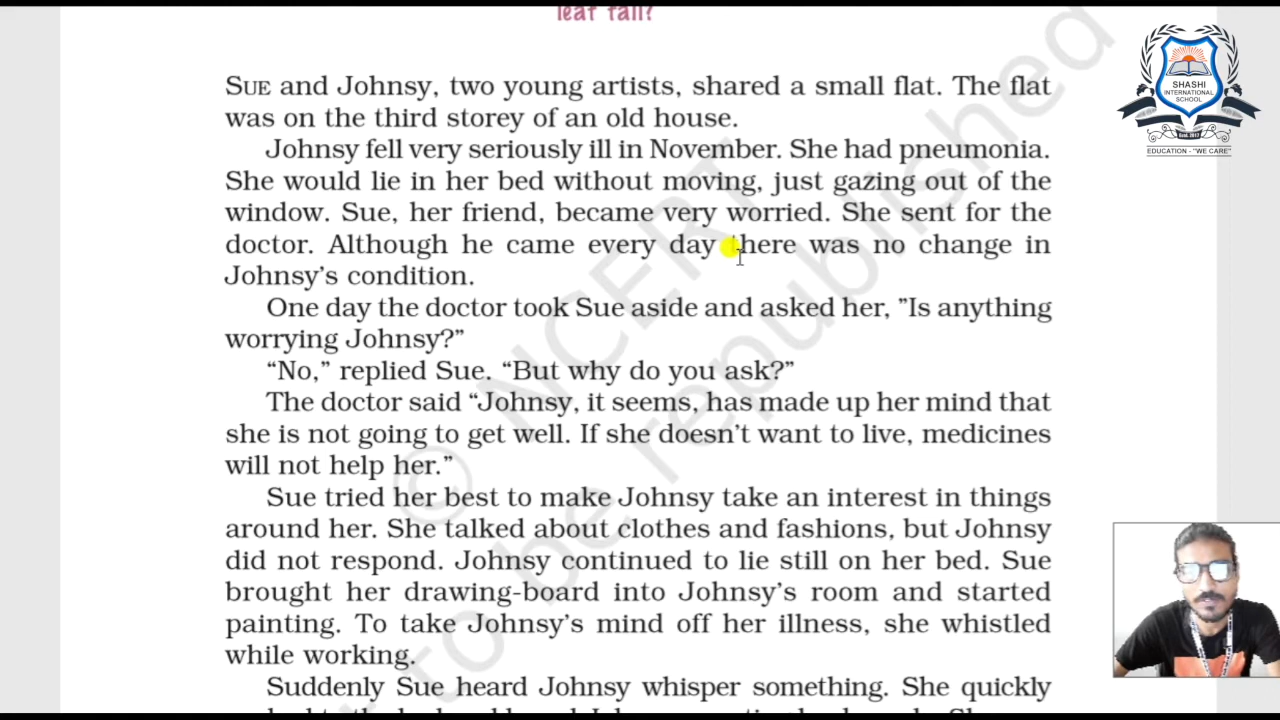 leaf fall?
SUE and Johnsy, two young artists, shared a small flat. The flat
was on the third storey of an old house.
Johnsy fell very seriously ill in November. She had pneumonia.
She would lie in her bed without moving, just gazing out of the
window. Sue, her friend, became very worried. She sent for the
doctor. Although he came every day there was no change in
Johnsy’s condition.
One day the doctor took Sue aside and asked her, ”Is anything
worrying Johnsy?”
“No,” replied Sue. “But why do you ask?”
The doctor said “Johnsy, it seems, has made up her mind that
she is not going to get well. If she doesn’t want to live, medicines
will not help her.”
Sue tried her best to make Johnsy take an interest in things
around her. She talked about clothes and fashions, but Johnsy
did not respond. Johnsy continued to lie still on her bed. Sue
brought her drawing-board into Johnsy’s room and started
painting. To take Johnsy’s mind off her illness, she whistled
while working.
Suddenly Sue heard Johnsy whisper something. She quickly
© NCERT
to be republished
SHASHI
INTERNATIONAL
SCHOOL
Estd. 2017
EDUCATION - "WE CARE"